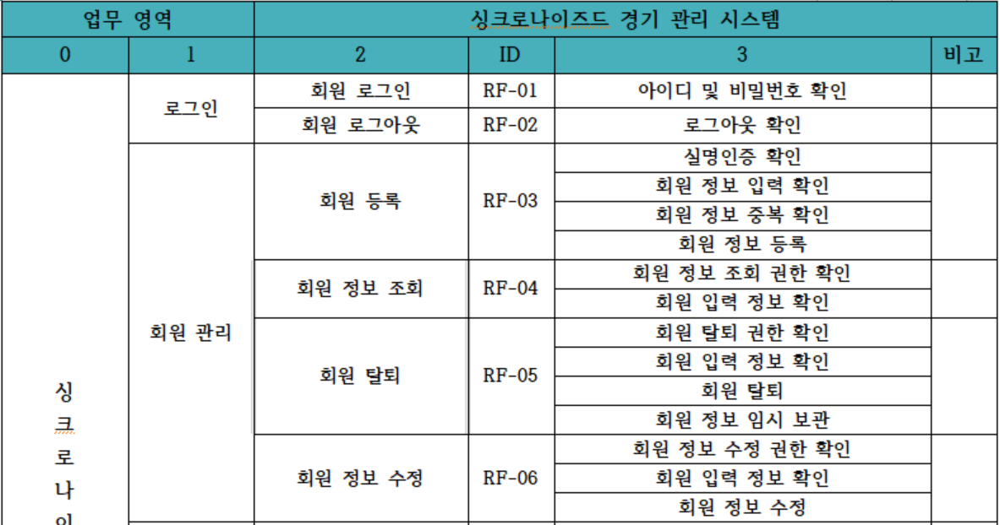 업무 영역 싱크로나이즈드 경기 관리 시스템
0 1 2 ID 3 비고
로그인
회원 로그인 RF-01 아이디 및 비밀번호 확인
회원 로그아웃 RF-02 로그아웃 확인
회원 관리
회원 등록 RF-03
실명인증 확인
회원 정보 입력 확인
회원 정보 중복 확인
회원 정보 등록
회원 정보 조회 RF-04
회원 정보 조회 권한 확인
회원 입력 정보 확인
회원 탈퇴 RF-05
회원 탈퇴 권한 확인
회원 입력 정보 확인
회원 탈퇴
회원 정보 임시 보관
회원 정보 수정 RF-06
회원 정보 수정 권한 확인
회원 입력 정보 확인
회원 정보 수정
싱
크
로
나
이